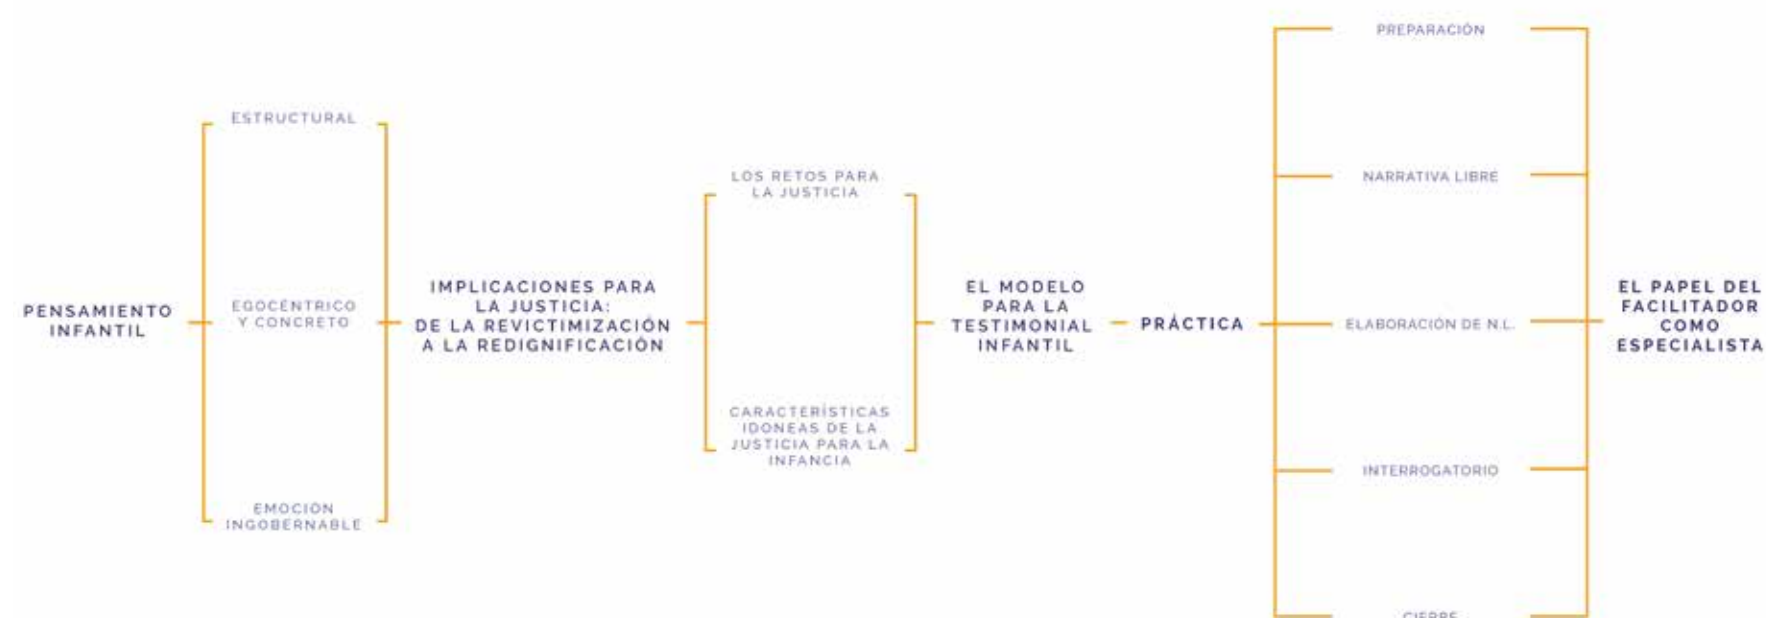 PENSAMIENTO
INFANTIL
ESTRUCTURAL
EGOCÉNTRICO
Y CONCRETO
EMOCIÓN
INGOBERNABLE
IMPLICACIONES PARA
LA JUSTICIA:
DE LA REVICTIMIZACIÓN
A LA REDIGNIFICACIÓN
LOS RETOS PARA
LA JUSTICIA
CARACTERÍSTICAS
IDONEAS DE LA
JUSTICIA PARA LA
INFANCIA
EL MODELO
PARA LA
TESTIMONIAL
INFANTIL
PRÁCTICA
PREPARACIÓN
NARRATIVA LIBRE
ELABORACIÓN DE N.L.
INTERROGATORIO
CIERRE
EL PAPEL DEL
FACILITADOR
COMO
ESPECIALISTA